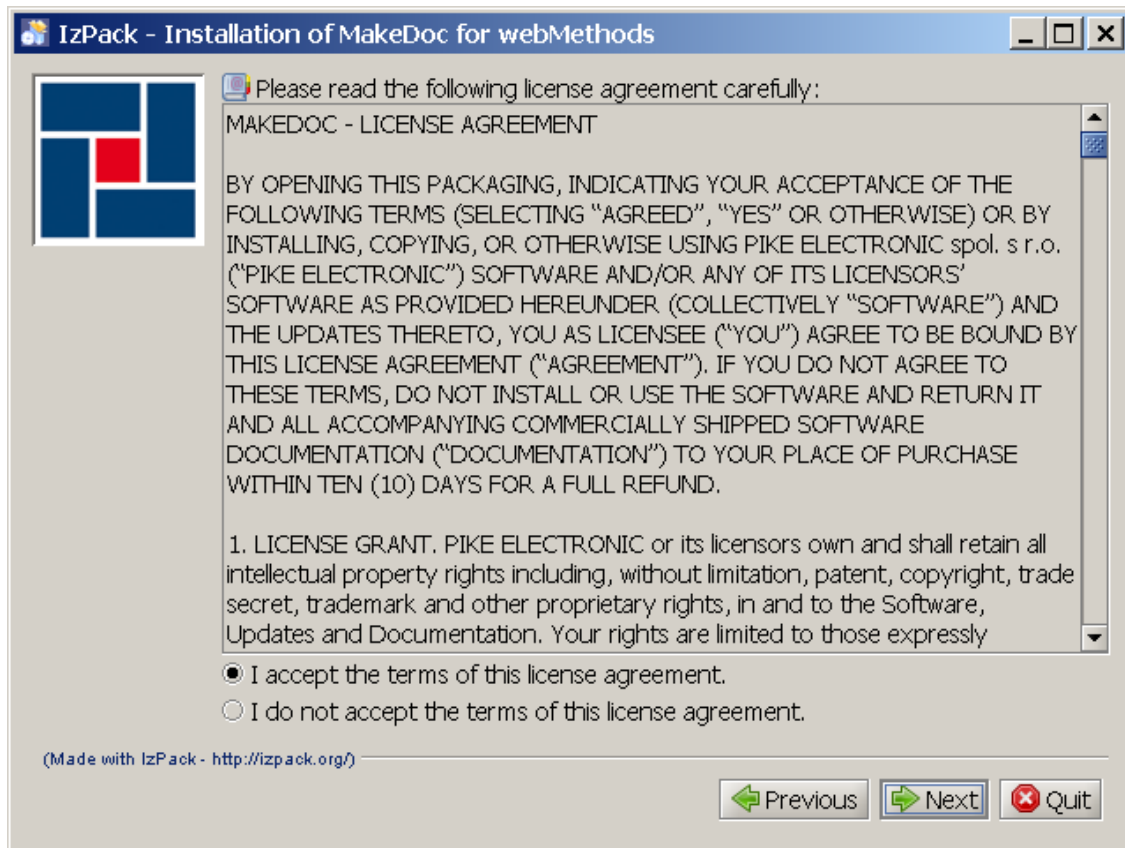 IzPack - Installation of MakeDoc for webMethods
Please read the following license agreement carefully:
MAKEDOC - LICENSE AGREEMENT
BY OPENING THIS PACKAGING, INDICATING YOUR ACCEPTANCE OF THE
FOLLOWING TERMS (SELECTING “AGREED”, “YES” OR OTHERWISE) OR BY
INSTALLING, COPYING, OR OTHERWISE USING PIKE ELECTRONIC spol. s r.o.
(“PIKE ELECTRONIC”) SOFTWARE AND/OR ANY OF ITS LICENSORS’
SOFTWARE AS PROVIDED HEREUNDER (COLLECTIVELY “SOFTWARE”) AND
THE UPDATES THERETO, YOU AS LICENSEE (“YOU”) AGREE TO BE BOUND BY
THIS LICENSE AGREEMENT (“AGREEMENT”). IF YOU DO NOT AGREE TO
THESE TERMS, DO NOT INSTALL OR USE THE SOFTWARE AND RETURN IT
AND ALL ACCOMPANYING COMMERCIALLY SHIPPED SOFTWARE
DOCUMENTATION (“DOCUMENTATION”) TO YOUR PLACE OF PURCHASE
WITHIN TEN (10) DAYS FOR A FULL REFUND.
1. LICENSE GRANT. PIKE ELECTRONIC or its licensors own and shall retain all
intellectual property rights including, without limitation, patent, copyright, trade
secret, trademark and other proprietary rights, in and to the Software,
Updates and Documentation. Your rights are limited to those expressly
I accept the terms of this license agreement.
I do not accept the terms of this license agreement.
(Made with IzPack - http://izpack.org/)
Previous
Next
Quit